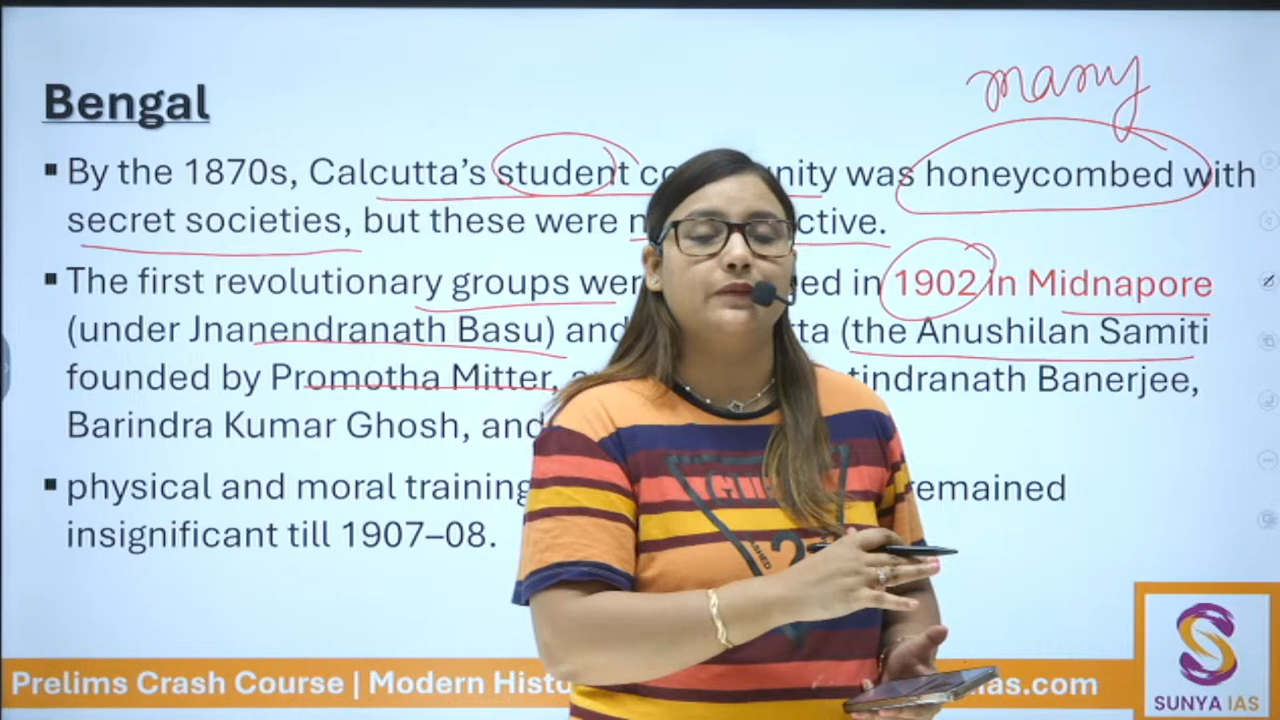 Bengal
many
▪ By the 1870s, Calcutta's student co nity was honeycombed with
secret societies, but these were n ctive.
▪ The first revolutionary groups wer ged in 1902 in Midnapore
(under Jnanendranath Basu) and ta (the Anushilan Samiti
founded by Promotha Mitter, tindranath Banerjee,
Barindra Kumar Ghosh, and
▪ physical and moral training remained
insignificant till 1907–08.
Prelims Crash Course | Modern Histo ias.com
SUNYA IAS